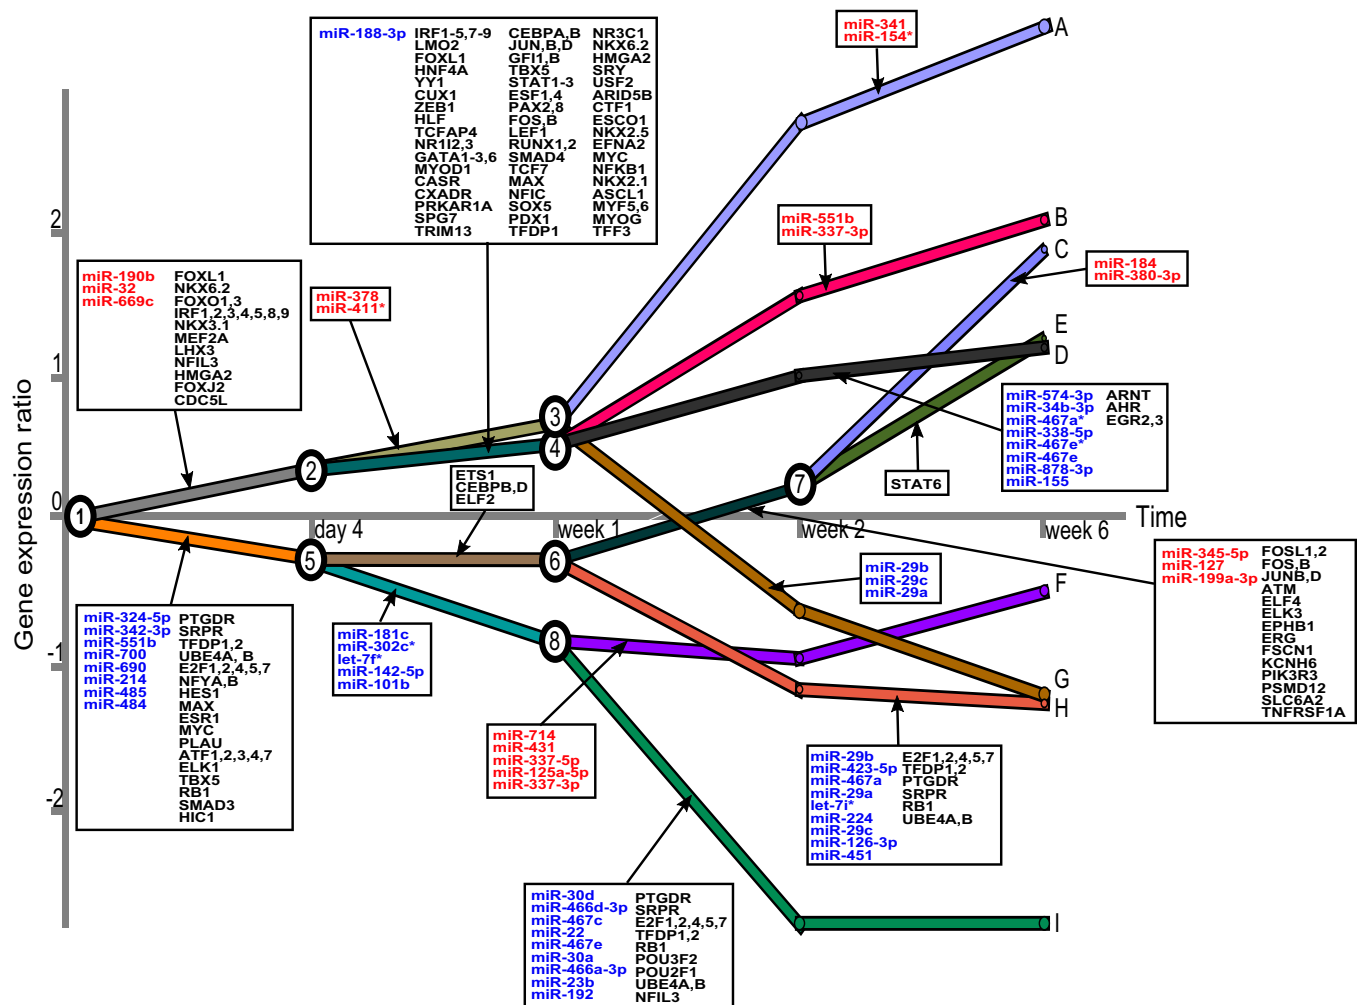 miR-341
miR-154*
A
miR-188-3p IRF1-5,7-9 CEBPA,B NR3C1
LMO2 JUN,B,D NKX6.2
FOXL1 GFI1,B HMGA2
HNF4A TBX5 SRY
YY1 STAT1-3 USF2
CUX1 ESF1,4 ARID5B
ZEB1 PAX2,8 CTF1
HLF FOS,B ESCO1
TCFAP4 LEF1 NKX2.5
NR1I2,3 RUNX1,2 EFNA2
GATA1-3,6 SMAD4 MYC
MYOD1 TCF7 NFKB1
CASR MAX NKX2.1
CXADR NFIC ASCL1
PRKAR1A SOX5 MYF5,6
SPG7 PDX1 MYOG
TRIM13 TFDP1 TFF3
miR-551b
miR-337-3p
B
C
miR-184
miR-380-3p
miR-190b FOXL1
miR-32 NKX6.2
miR-669c FOXO1,3
IRF1,2,3,4,5,8,9
NKX3.1
MEF2A
LHX3
NFIL3
HMGA2
FOXJ2
CDC5L
miR-378
miR-411*
E
D
miR-574-3p ARNT
miR-34b-3p AHR
miR-467a* EGR2,3
miR-338-5p
miR-467e*
miR-467e
miR-878-3p
miR-155
2
1
0
-1
-2
Gene expression ratio
1
2
3
4
5
6
7
8
ETS1
CEBPB,D
ELF2
STAT6
day 4
week 1
week 2
week 6
Time
miR-345-5p FOSL1,2
miR-127 FOS,B
miR-199a-3p JUNB,D
ATM
ELF4
ELK3
EPHB1
ERG
FSCN1
KCNH6
PIK3R3
PSMD12
SLC6A2
TNFRSF1A
miR-29b
miR-29c
miR-29a
F
G
H
miR-324-5p PTGDR
miR-342-3p SRPR
miR-551b TFDP1,2
miR-700 UBE4A, B
miR-690 E2F1,2,4,5,7
miR-214 NFYA,B
miR-485 HES1
miR-484 MAX
ESR1
MYC
PLAU
ATF1,2,3,4,7
ELK1
TBX5
RB1
SMAD3
HIC1
miR-181c
miR-302c*
let-7f*
miR-142-5p
miR-101b
miR-714
miR-431
miR-337-5p
miR-125a-5p
miR-337-3p
miR-29b E2F1,2,4,5,7
miR-423-5p TFDP1,2
miR-467a PTGDR
miR-29a SRPR
let-7i* RB1
miR-224 UBE4A,B
miR-29c
miR-126-3p
miR-451
miR-30d PTGDR
miR-466d-3p SRPR
miR-467c E2F1,2,4,5,7
miR-22 TFDP1,2
miR-467e RB1
miR-30a POU3F2
miR-466a-3p POU2F1
miR-23b UBE4A,B
miR-192 NFIL3
I